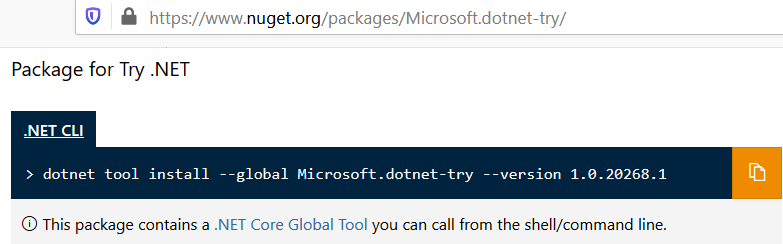 https://www.nuget.org/packages/Microsoft.dotnet-try/
Package for Try .NET
.NET CLI
> dotnet tool install --global Microsoft.dotnet-try --version 1.0.20268.1
This package contains a .NET Core Global Tool you can call from the shell/command line.